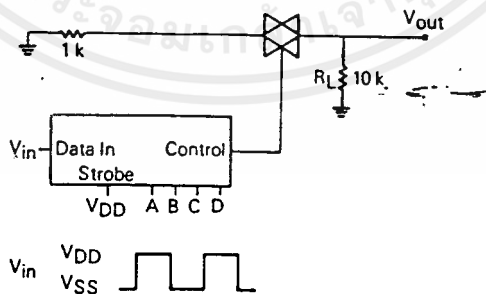 1 k
Vout
RL 10 k
Vin Data In Control
Strobe
VDD A B C D
Vin VDD
VSS